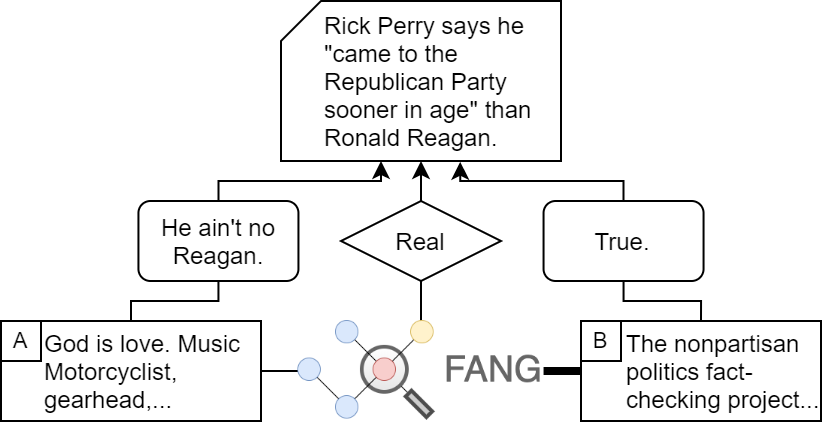 Rick Perry says he
"came to the
Republican Party
sooner in age" than
Ronald Reagan.
He ain't no
Reagan.
Real
True.
A
God is love. Music
Motorcyclist,
gearhead,...
FANG
B
The nonpartisan
politics fact-
checking project...